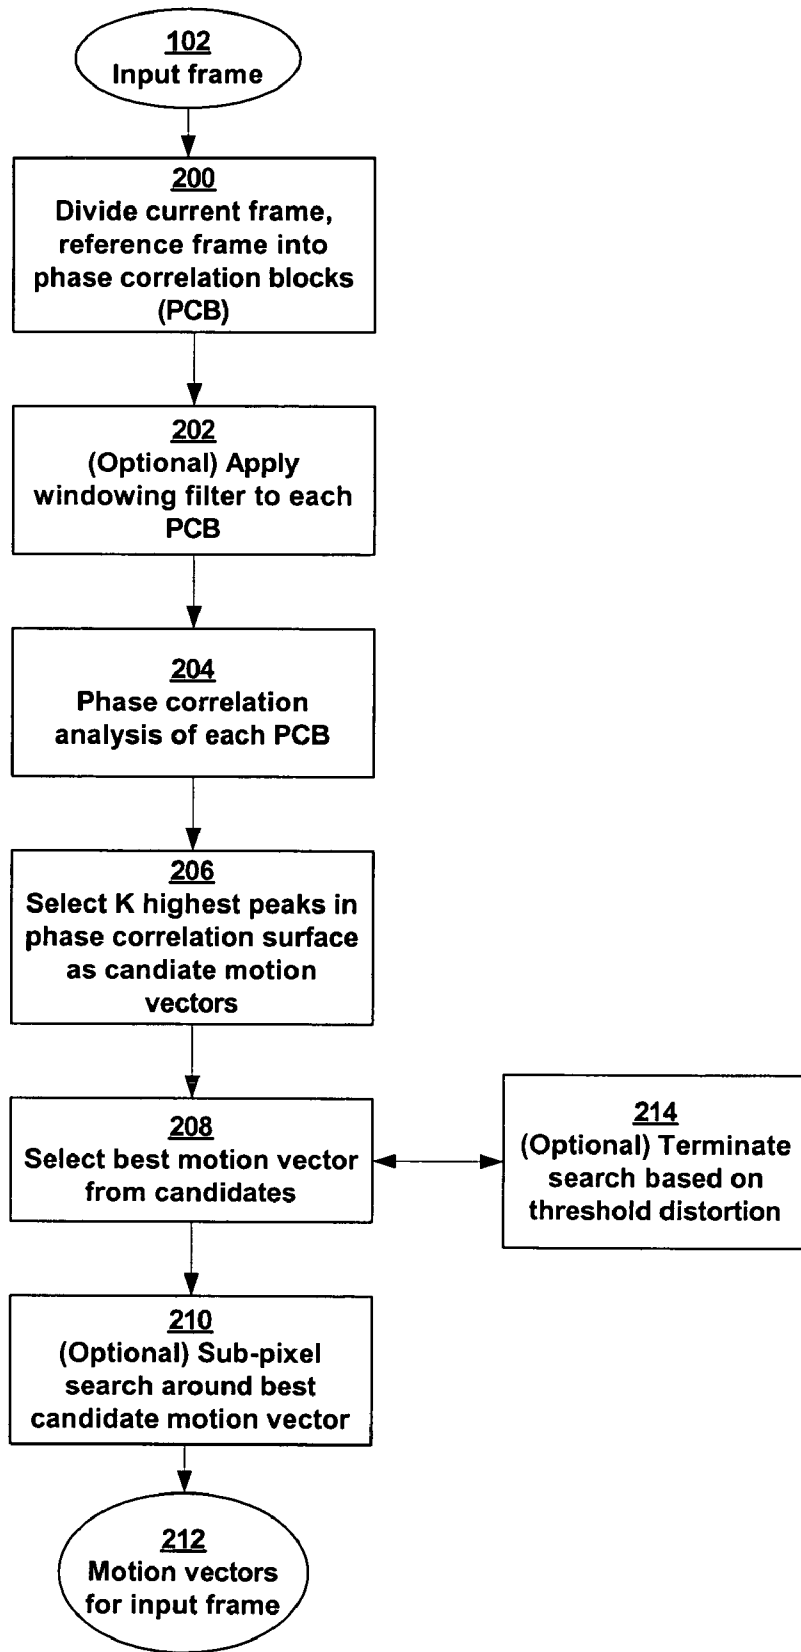 102
Input frame
200
Divide current frame,
reference frame into
phase correlation blocks
(PCB)
202
(Optional) Apply
windowing filter to each
PCB
204
Phase correlation
analysis of each PCB
206
Select K highest peaks in
phase correlation surface
as candiate motion
vectors
208
Select best motion vector
from candidates
214
(Optional) Terminate
search based on
threshold distortion
210
(Optional) Sub-pixel
search around best
candidate motion vector
212
Motion vectors
for input frame